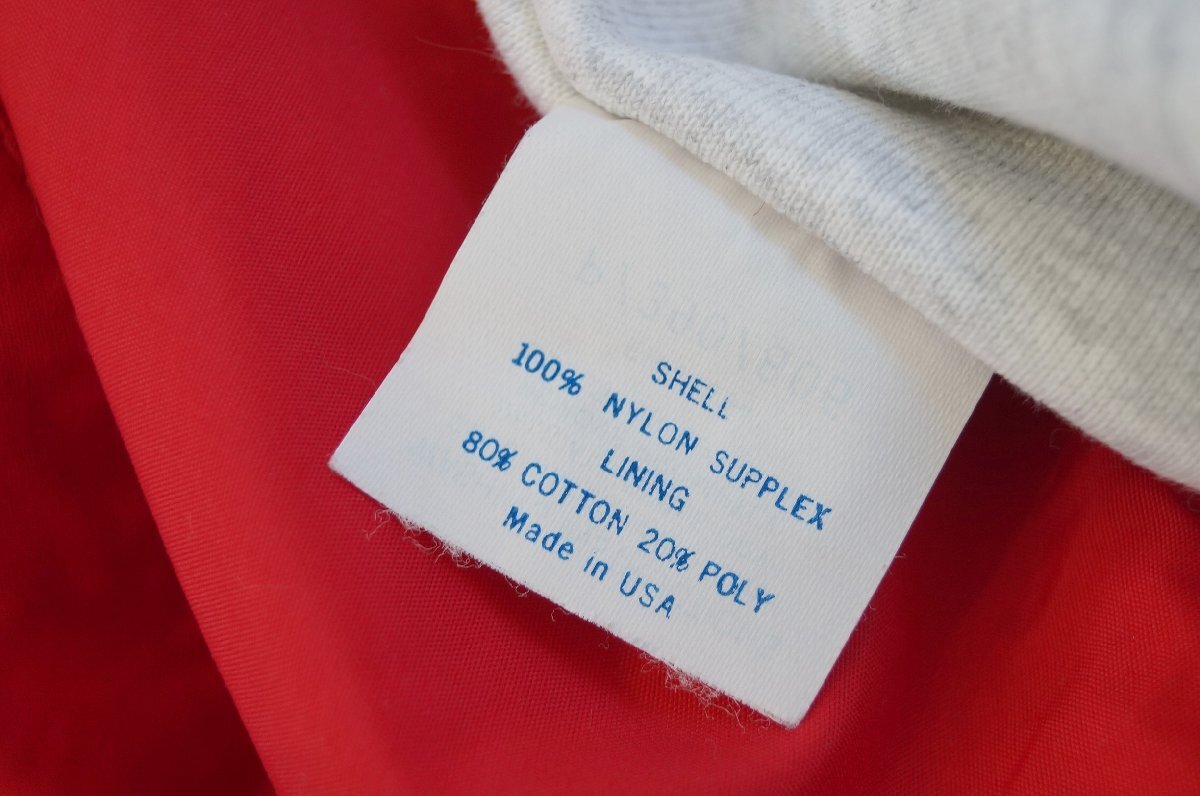 SHELL
100% NYLON SUPPLEX
LINING
80% COTTON 20% POLY
Made in USA